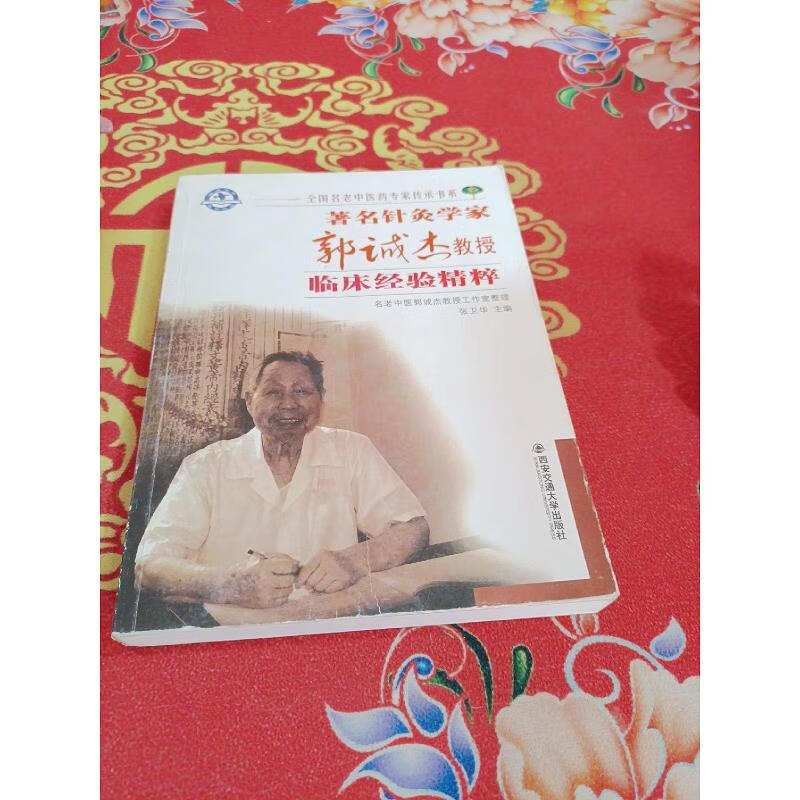 全国名老中医药专家传承书系
著名针灸学家
郭诚杰教授
临床经验精粹
名老中医郭诚杰教授工作室整理
张卫华 主编
西安交通大学出版社